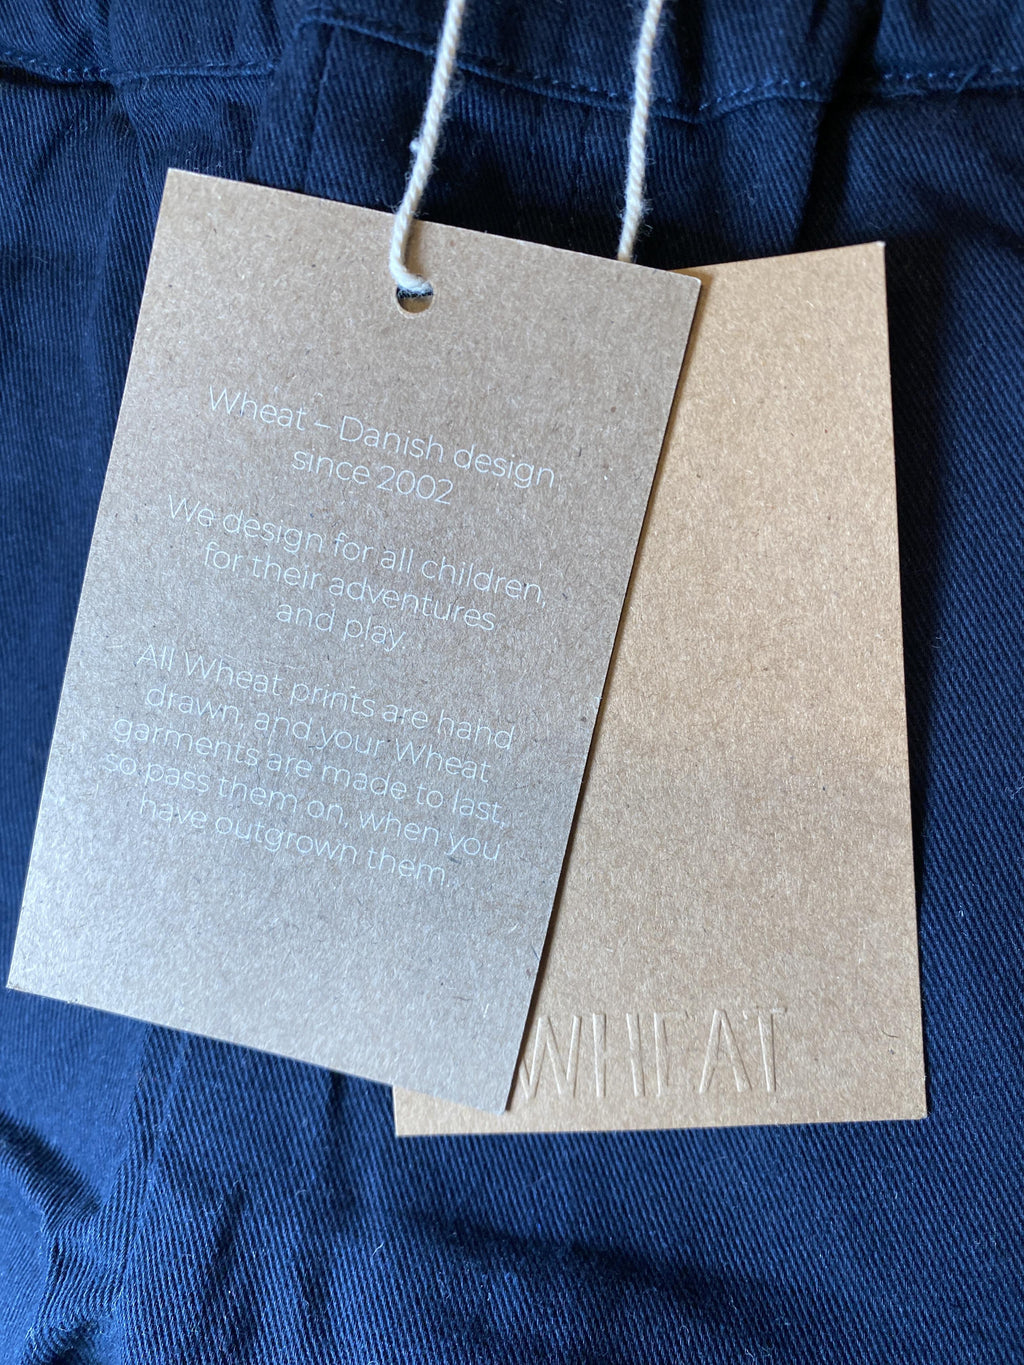 Wheat – Danish design
since 2002
We design for all children,
for their adventures
and play.
All Wheat prints are hand
drawn, and your Wheat
garments are made to last,
so pass them on, when you
have outgrown them.
WHEAT